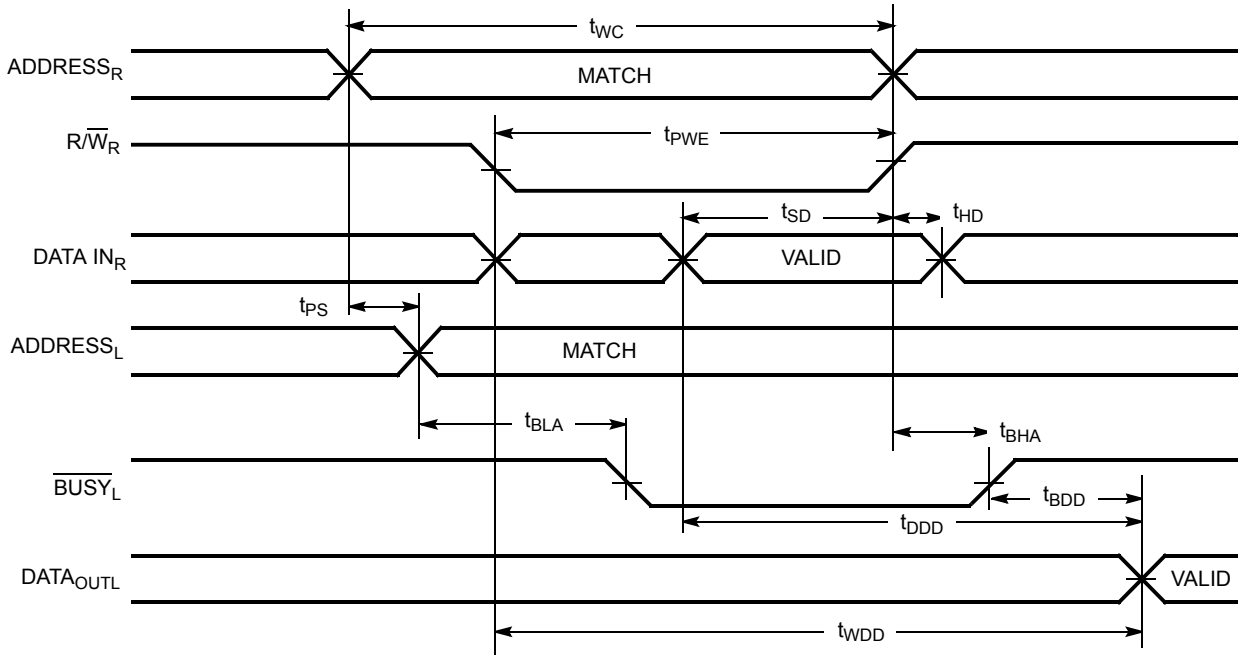 tWC
ADDRESSR
MATCH
R/WR
tPWE
tSD
tHD
DATA INR
VALID
tPS
ADDRESSL
MATCH
tBLA
tBHA
BUSYL
tBDD
tDDD
DATAOUTL
VALID
tWDD